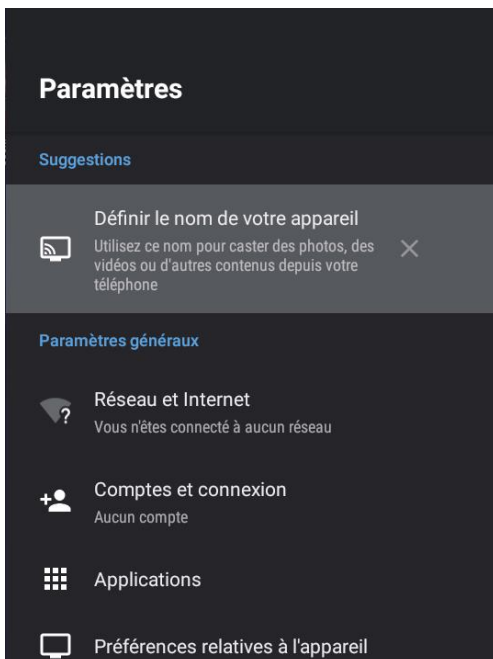 Paramètres
Suggestions
Définir le nom de votre appareil
Utilisez ce nom pour caster des photos, des
vidéos ou d'autres contenus depuis votre
téléphone
Paramètres généraux
Réseau et Internet
Vous n'êtes connecté à aucun réseau
Comptes et connexion
Aucun compte
Applications
Préférences relatives à l'appareil